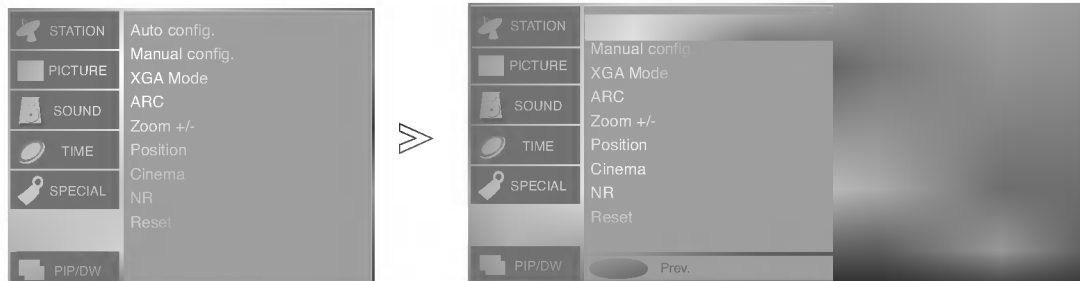 STATION
PICTURE
SOUND
TIME
SPECIAL
PIP/DW
Auto config.
Manual config.
XGA Mode
ARC
Zoom +/-
Position
Cinema
NR
Reset
STATION
PICTURE
SOUND
TIME
SPECIAL
PIP/DW
Manual config.
XGA Mode
ARC
Zoom +/-
Position
Cinema
NR
Reset
Prev.